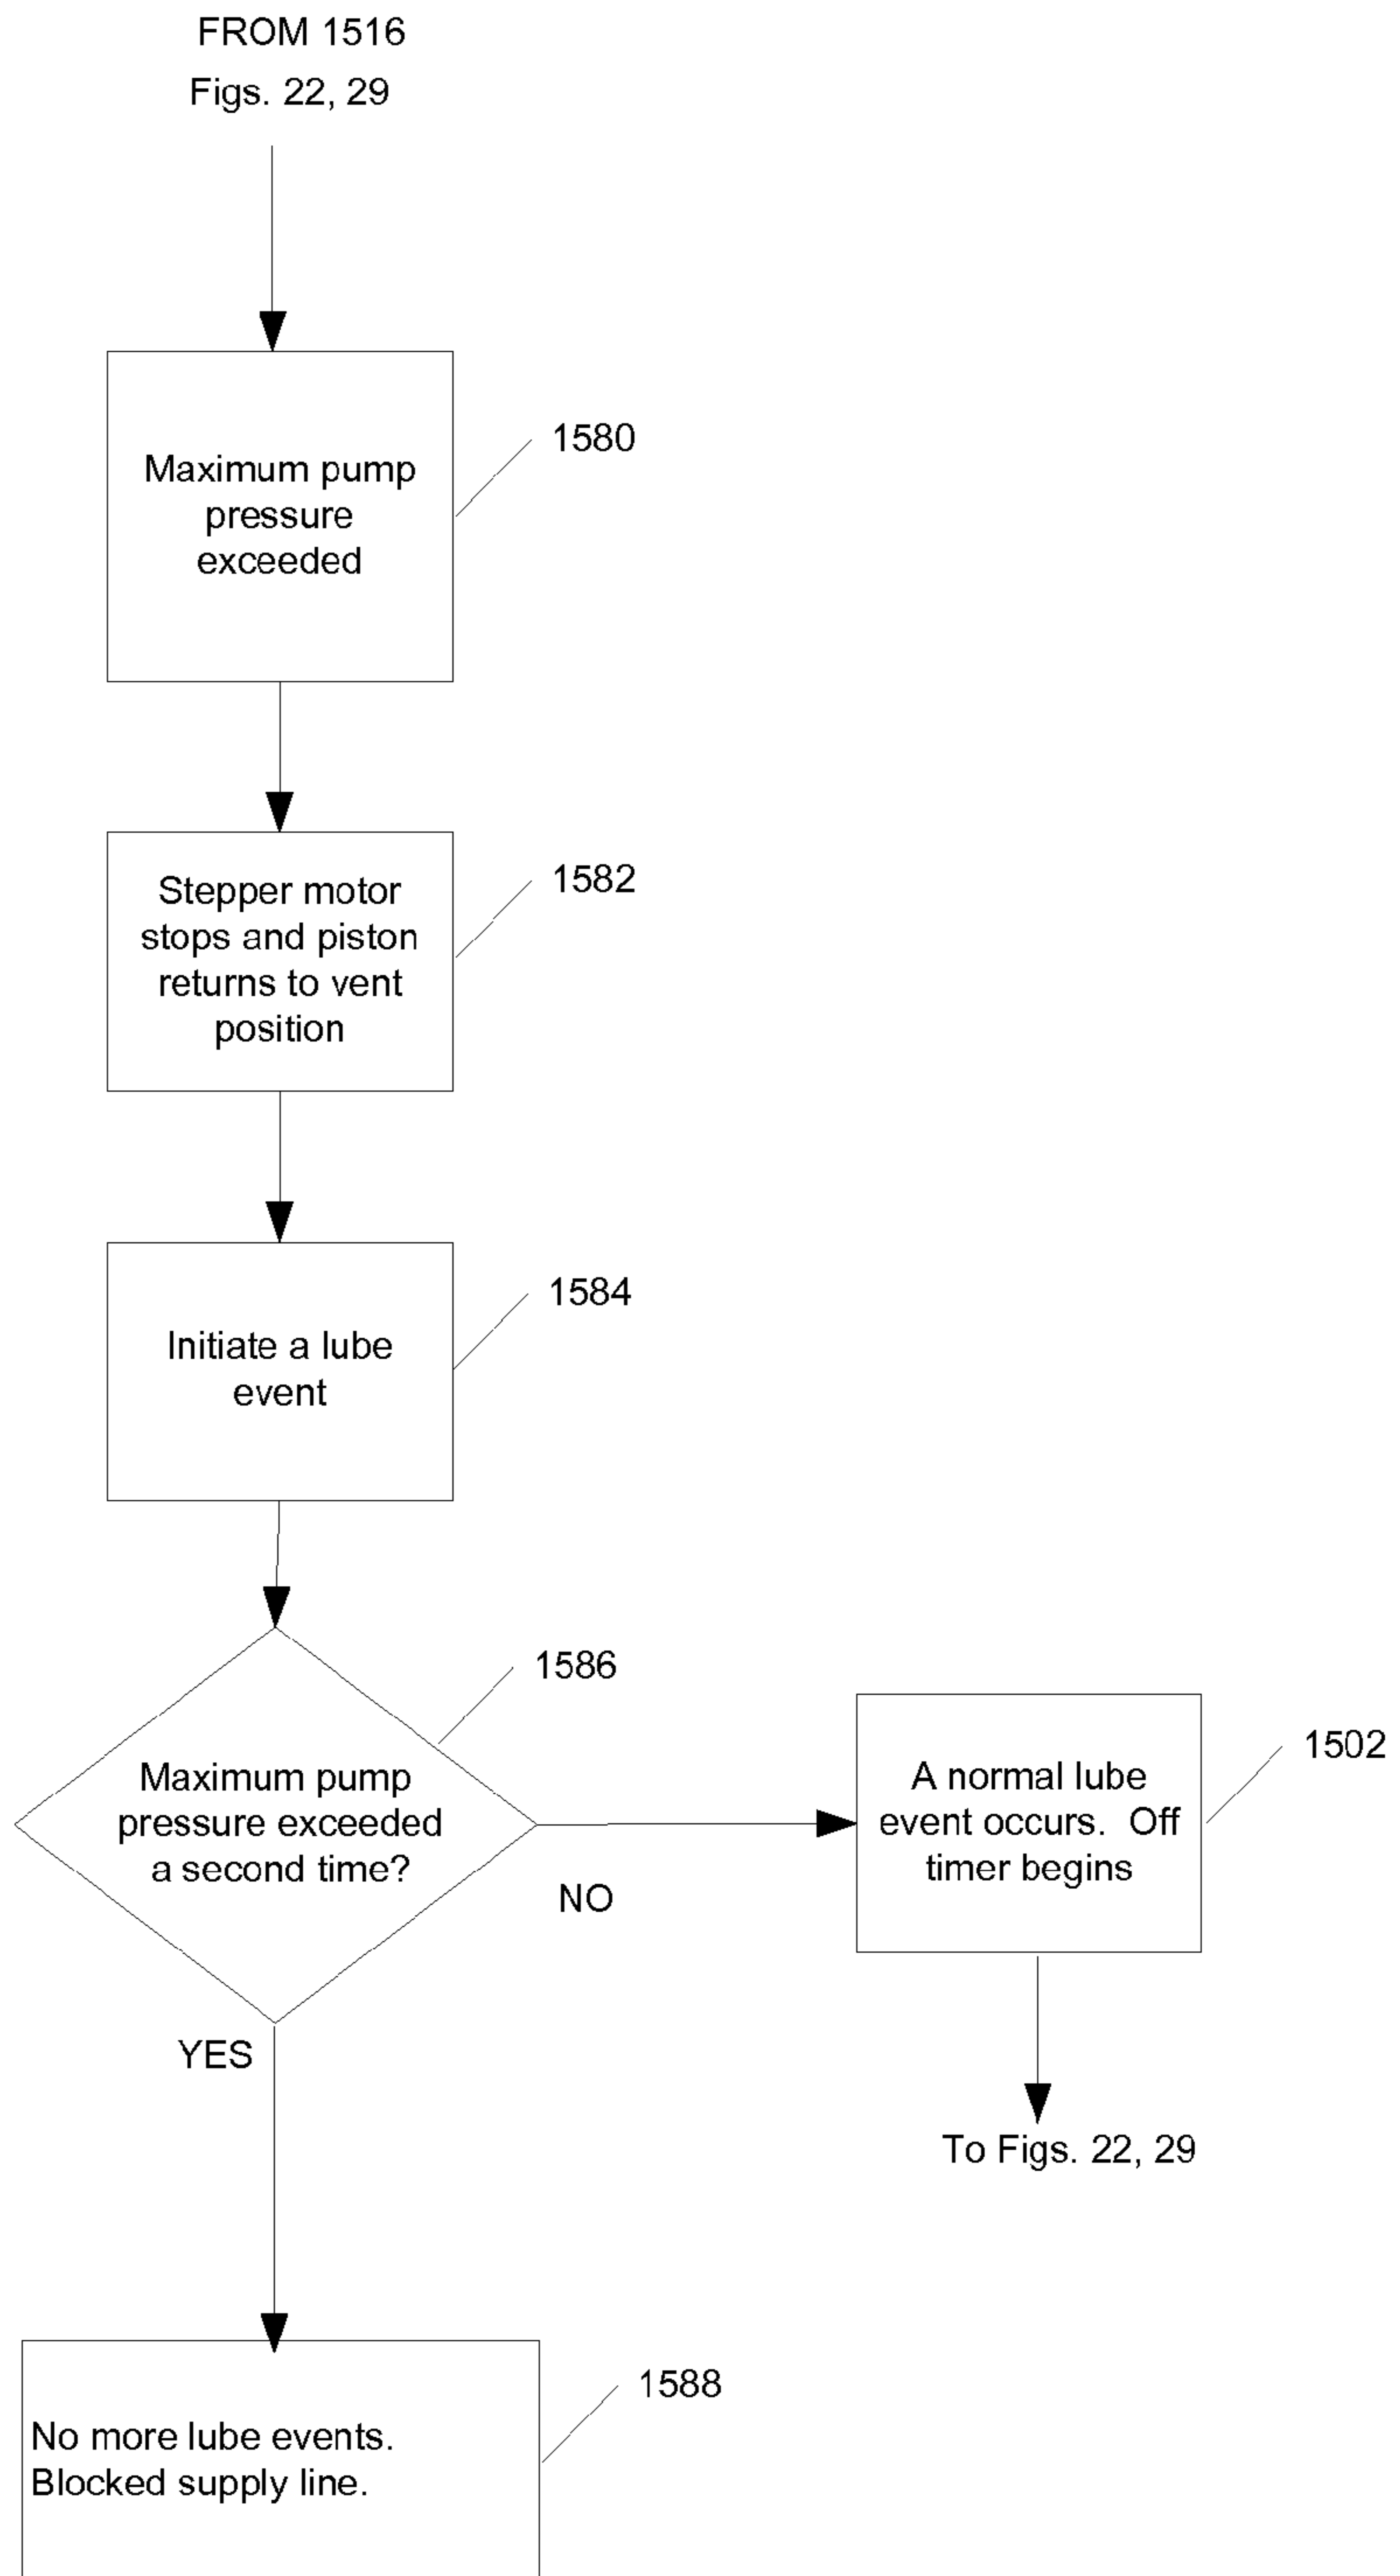 FROM 1516
Figs. 22, 29
1580
Maximum pump
pressure
exceeded
1582
Stepper motor
stops and piston
returns to vent
position
1584
Initiate a lube
event
1586
Maximum pump
pressure exceeded
a second time?
NO
1502
A normal lube
event occurs.  Off
timer begins
To Figs. 22, 29
YES
1588
No more lube events.
Blocked supply line.